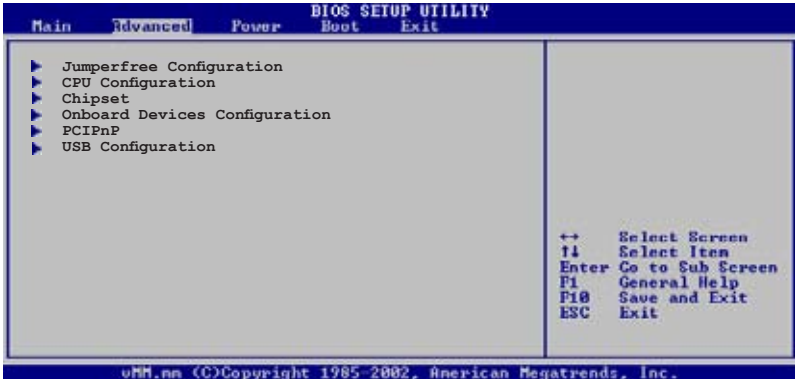 BIOS SETUP UTILITY
Main Advanced Power Boot Exit
Jumperfree Configuration
CPU Configuration
Chipset
Onboard Devices Configuration
PCIPnP
USB Configuration
↔ Select Screen
↑↓ Select Item
Enter Go to Sub Screen
F1 General Help
F10 Save and Exit
ESC Exit
vMM.mm (C)Copyright 1985-2002, American Megatrends, Inc.